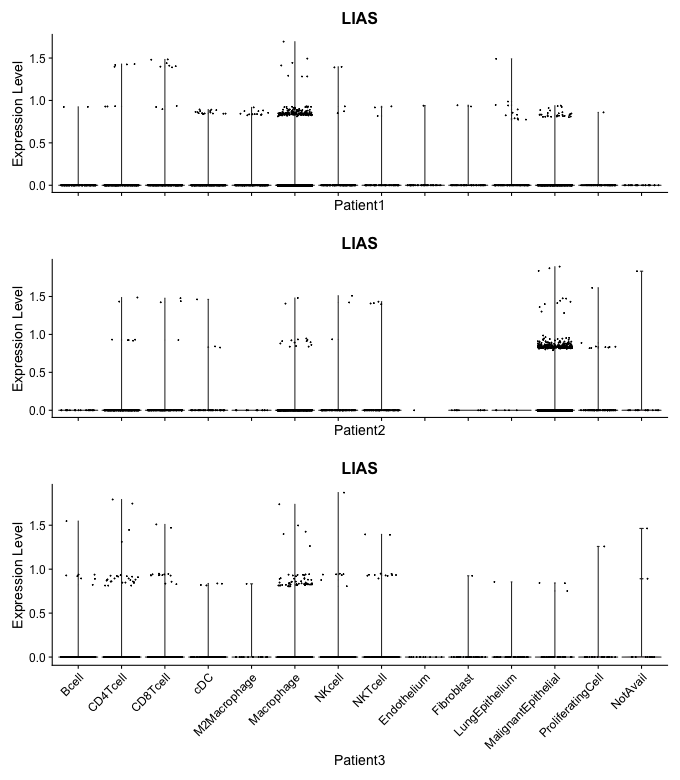 LIAS
Expression Level
1.5
1.0
0.5
0.0
Patient1
LIAS
Expression Level
1.5
1.0
0.5
0.0
Patient2
LIAS
Expression Level
1.5
1.0
0.5
0.0
Bcell
CD4Tcell
CD8Tcell
cDC
M2Macrophage
Macrophage
NKcell
NKTcell
Endothelium
Fibroblast
LungEpithelium
MalignantEpithelial
ProliferatingCell
NotAvail
Patient3